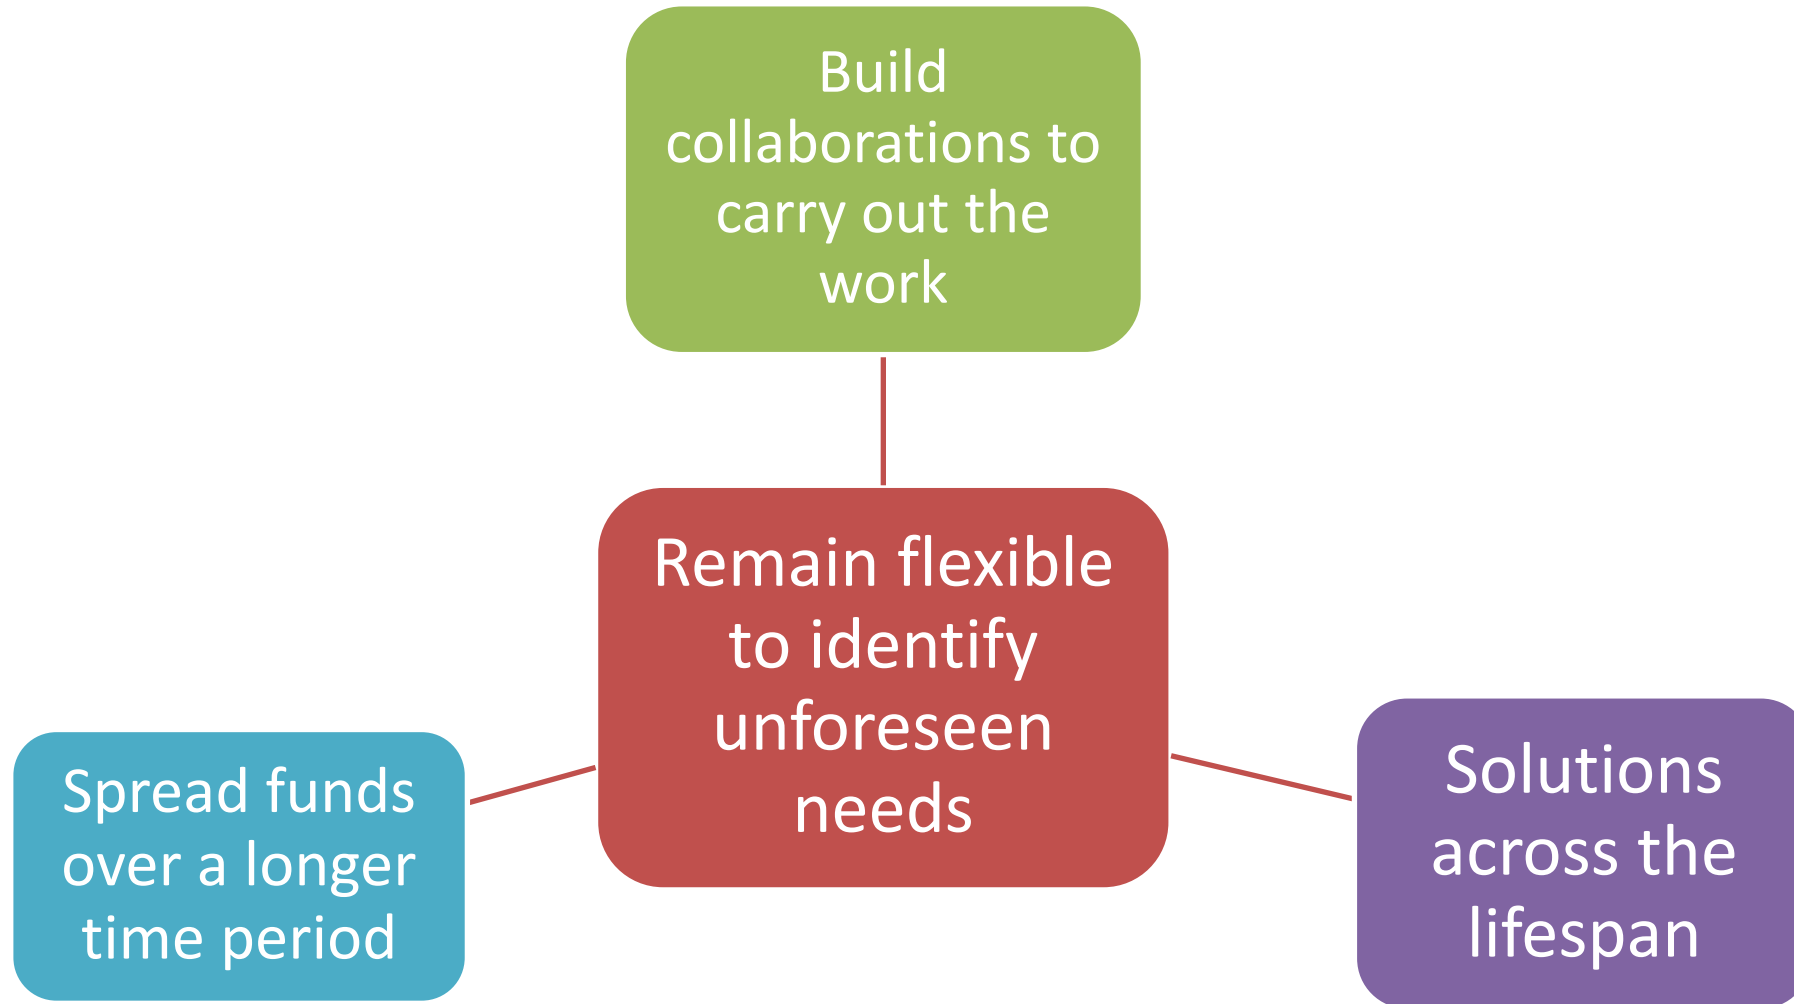 Build
collaborations to
carry out the
work
Remain flexible
to identify
unforeseen
needs
Spread funds
over a longer
time period
Solutions
across the
lifespan